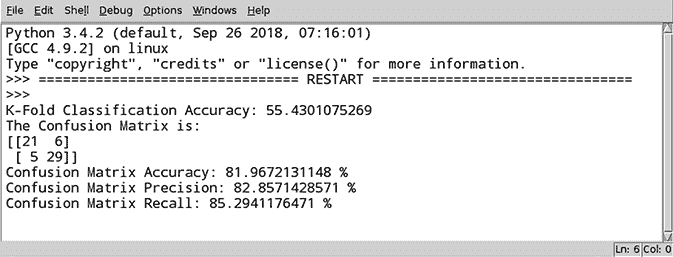 File Edit Shell Debug Options Windows Help
Python 3.4.2 (default, Sep 26 2018, 07:16:01)
[GCC 4.9.2] on linux
Type "copyright", "credits" or "license()" for more information.
>>> ================================ RESTART ================================
>>>
K-Fold Classification Accuracy: 55.4301075269
The Confusion Matrix is:
[[21  6]
 [ 5 29]]
Confusion Matrix Accuracy: 81.9672131148 %
Confusion Matrix Precision: 82.8571428571 %
Confusion Matrix Recall: 85.2941176471 %
Ln: 6 Col: 0